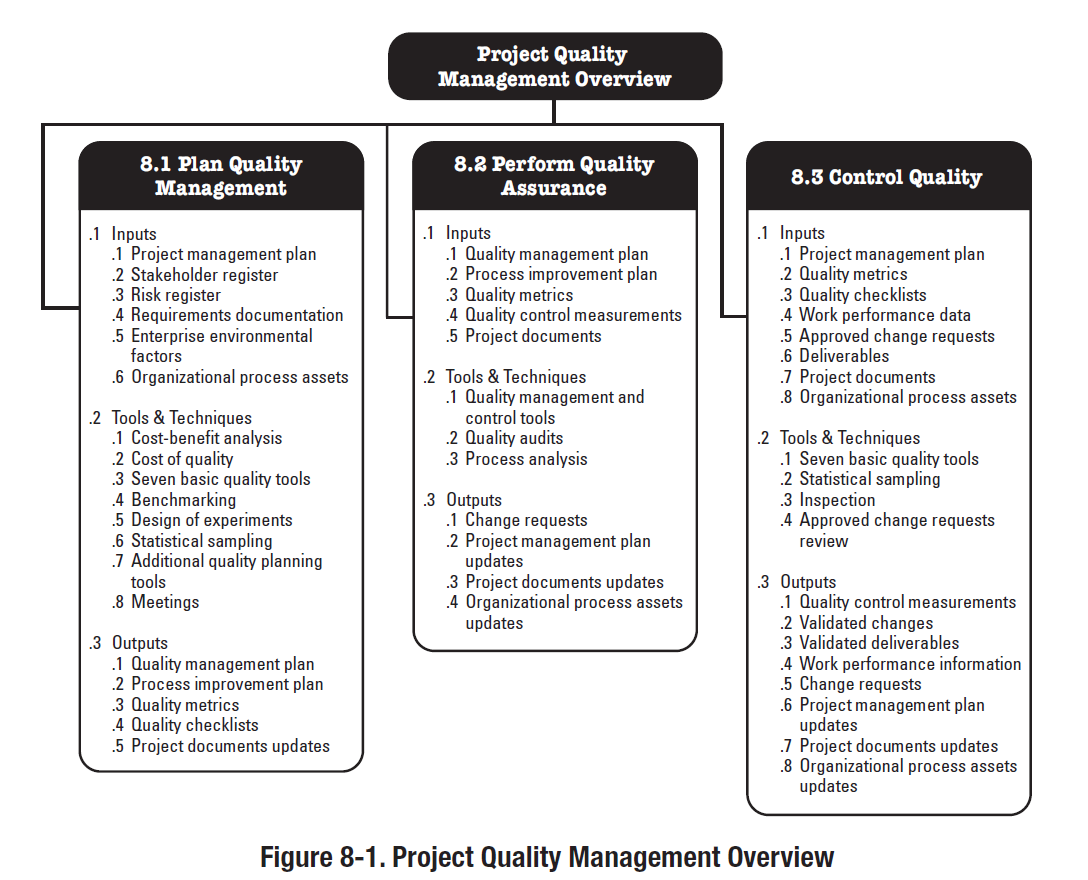 Project Quality
Management Overview
8.1 Plan Quality
Management
.1 Inputs
.1 Project management plan
.2 Stakeholder register
.3 Risk register
.4 Requirements documentation
.5 Enterprise environmental
factors
.6 Organizational process assets
.2 Tools & Techniques
.1 Cost-benefit analysis
.2 Cost of quality
.3 Seven basic quality tools
.4 Benchmarking
.5 Design of experiments
.6 Statistical sampling
.7 Additional quality planning
tools
.8 Meetings
.3 Outputs
.1 Quality management plan
.2 Process improvement plan
.3 Quality metrics
.4 Quality checklists
.5 Project documents updates
8.2 Perform Quality
Assurance
.1 Inputs
.1 Quality management plan
.2 Process improvement plan
.3 Quality metrics
.4 Quality control measurements
.5 Project documents
.2 Tools & Techniques
.1 Quality management and
control tools
.2 Quality audits
.3 Process analysis
.3 Outputs
.1 Change requests
.2 Project management plan
updates
.3 Project documents updates
.4 Organizational process assets
updates
8.3 Control Quality
.1 Inputs
.1 Project management plan
.2 Quality metrics
.3 Quality checklists
.4 Work performance data
.5 Approved change requests
.6 Deliverables
.7 Project documents
.8 Organizational process assets
.2 Tools & Techniques
.1 Seven basic quality tools
.2 Statistical sampling
.3 Inspection
.4 Approved change requests
review
.3 Outputs
.1 Quality control measurements
.2 Validated changes
.3 Validated deliverables
.4 Work performance information
.5 Change requests
.6 Project management plan
updates
.7 Project documents updates
.8 Organizational process assets
updates
Figure 8-1. Project Quality Management Overview